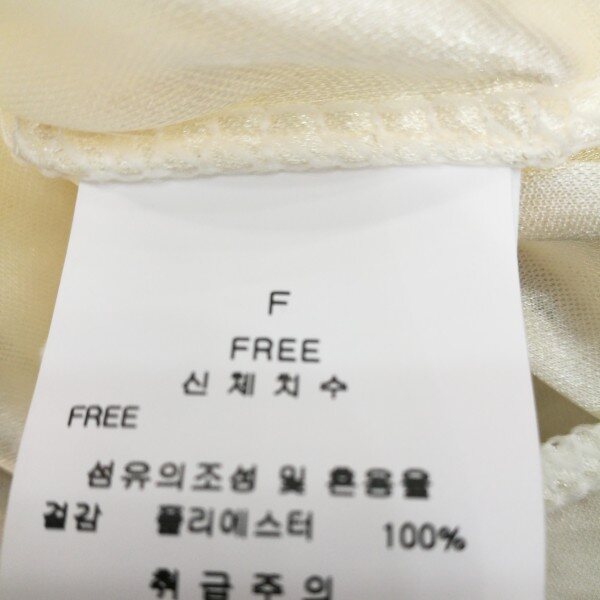 F
FREE
신체치수
FREE
섬유의조성 및 혼용율
겉감 폴리에스터 100%
취급주의